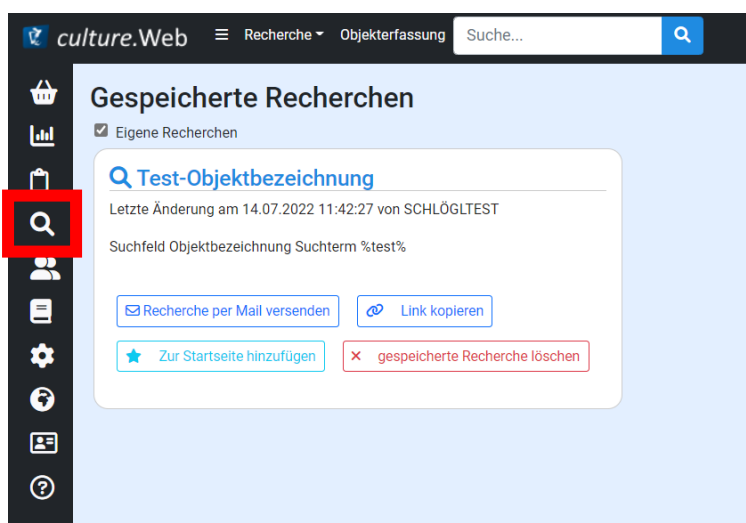 culture.Web Recherche Objekterfassung Suche...
Gespeicherte Recherchen
Eigene Recherchen
Test-Objektbezeichnung
Letzte Änderung am 14.07.2022 11:42:27 von SCHLÖGLTEST
Suchfeld Objektbezeichnung Suchterm %test%
Recherche per Mail versenden Link kopieren
Zur Startseite hinzufügen gespeicherte Recherche löschen